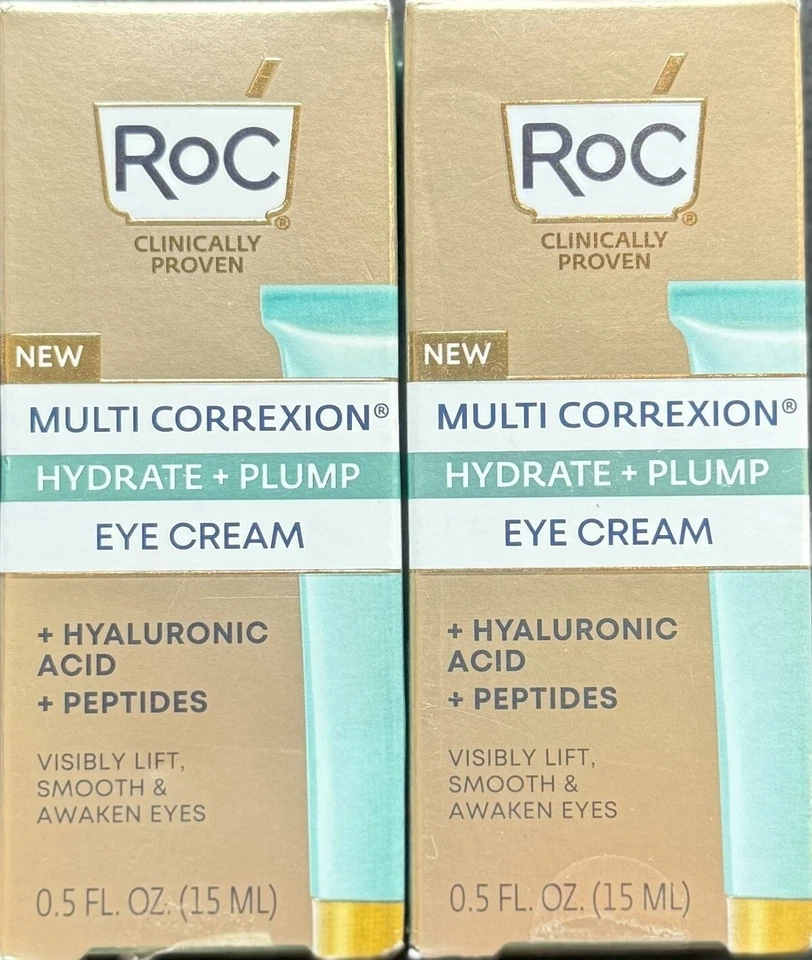 RoC®
CLINICALLY
PROVEN
NEW
MULTI CORREXION®
HYDRATE + PLUMP
EYE CREAM
+ HYALURONIC
ACID
+ PEPTIDES
VISIBLY LIFT,
SMOOTH &
AWAKEN EYES
0.5 FL. OZ. (15 ML)
RoC®
CLINICALLY
PROVEN
NEW
MULTI CORREXION®
HYDRATE + PLUMP
EYE CREAM
+ HYALURONIC
ACID
+ PEPTIDES
VISIBLY LIFT,
SMOOTH &
AWAKEN EYES
0.5 FL. OZ. (15 ML)